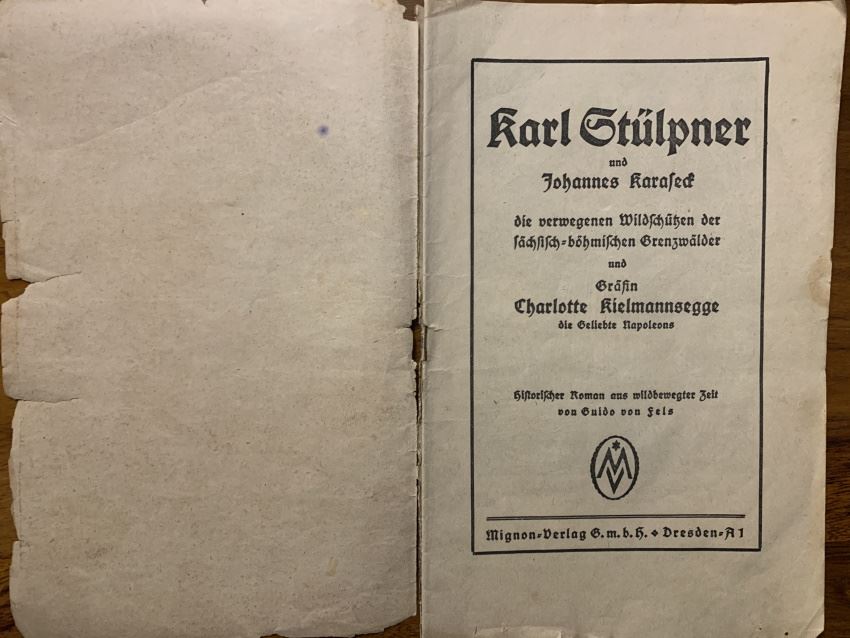 Karl Stülpner
und
Johannes Karaseck
die verwegenen Wildschützen der
sächsisch-böhmischen Grenzwälder
und
Gräfin
Charlotte Kielmannsegge
die Geliebte Napoleons
Historischer Roman aus wildbewegter Zeit
von Guido von Fels
MV
Mignon-Verlag G.m.b.H. ❖ Dresden-A 1